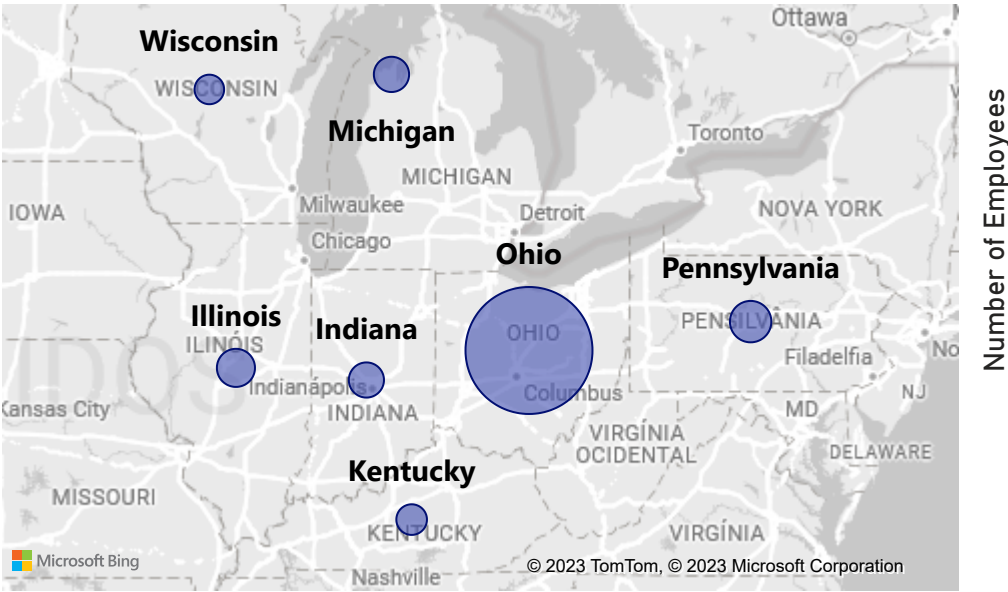 Ottawa
Wisconsin
WISCONSIN
Michigan
Toronto
MICHIGAN
IOWA
Milwaukee
Detroit
NOVA YORK
Chicago
Ohio
Pennsylvania
Illinois
Indiana
OHIO
PENSILVÂNIA
ILINÓIS
Filadélfia
No
Indianápolis
Columbus
NJ
Kansas City
INDIANA
MD
VIRGÍNIA
OCIDENTAL
DELAWARE
Kentucky
MISSOURI
KENTUCKY
VIRGÍNIA
Microsoft Bing
© 2023 TomTom, © 2023 Microsoft Corporation
Nashville
Number of Employees